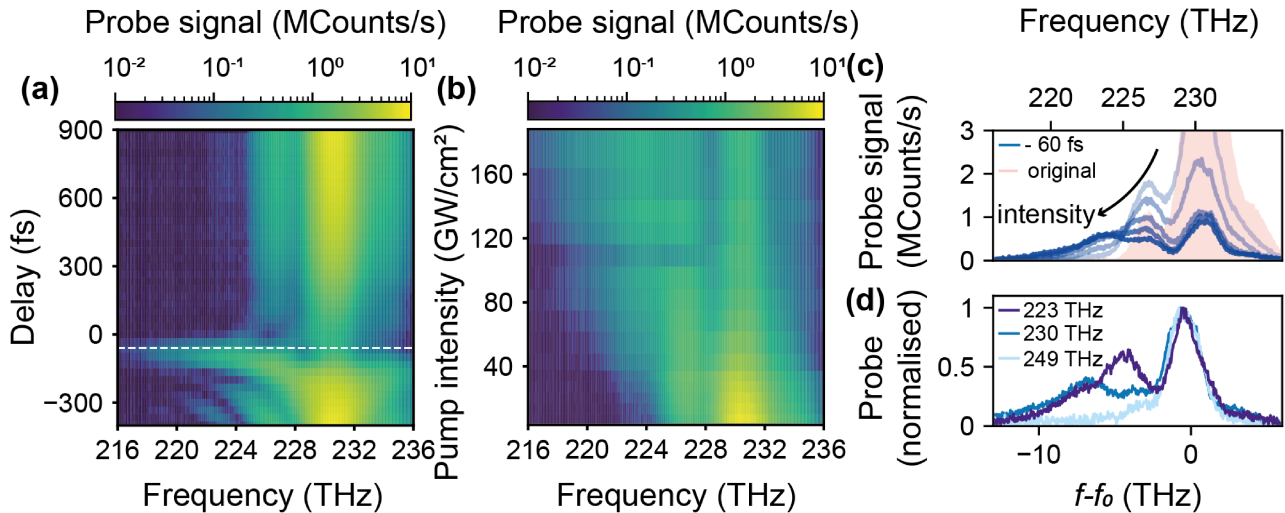 Probe signal (MCounts/s)
10⁻² 10⁻¹ 10⁰ 10¹
(a)
900
600
300
0
−300
Delay (fs)
216 220 224 228 232 236
Frequency (THz)
Probe signal (MCounts/s)
10⁻² 10⁻¹ 10⁰ 10¹
(b)
160
120
80
40
Pump intensity (GW/cm²)
216 220 224 228 232 236
Frequency (THz)
(c)
Frequency (THz)
220 225 230
3
2
1
0
Probe signal
(MCounts/s)
- 60 fs
original
intensity
(d)
1
0.5
0
Probe
(normalised)
223 THz
230 THz
249 THz
−10 0
f-f₀ (THz)